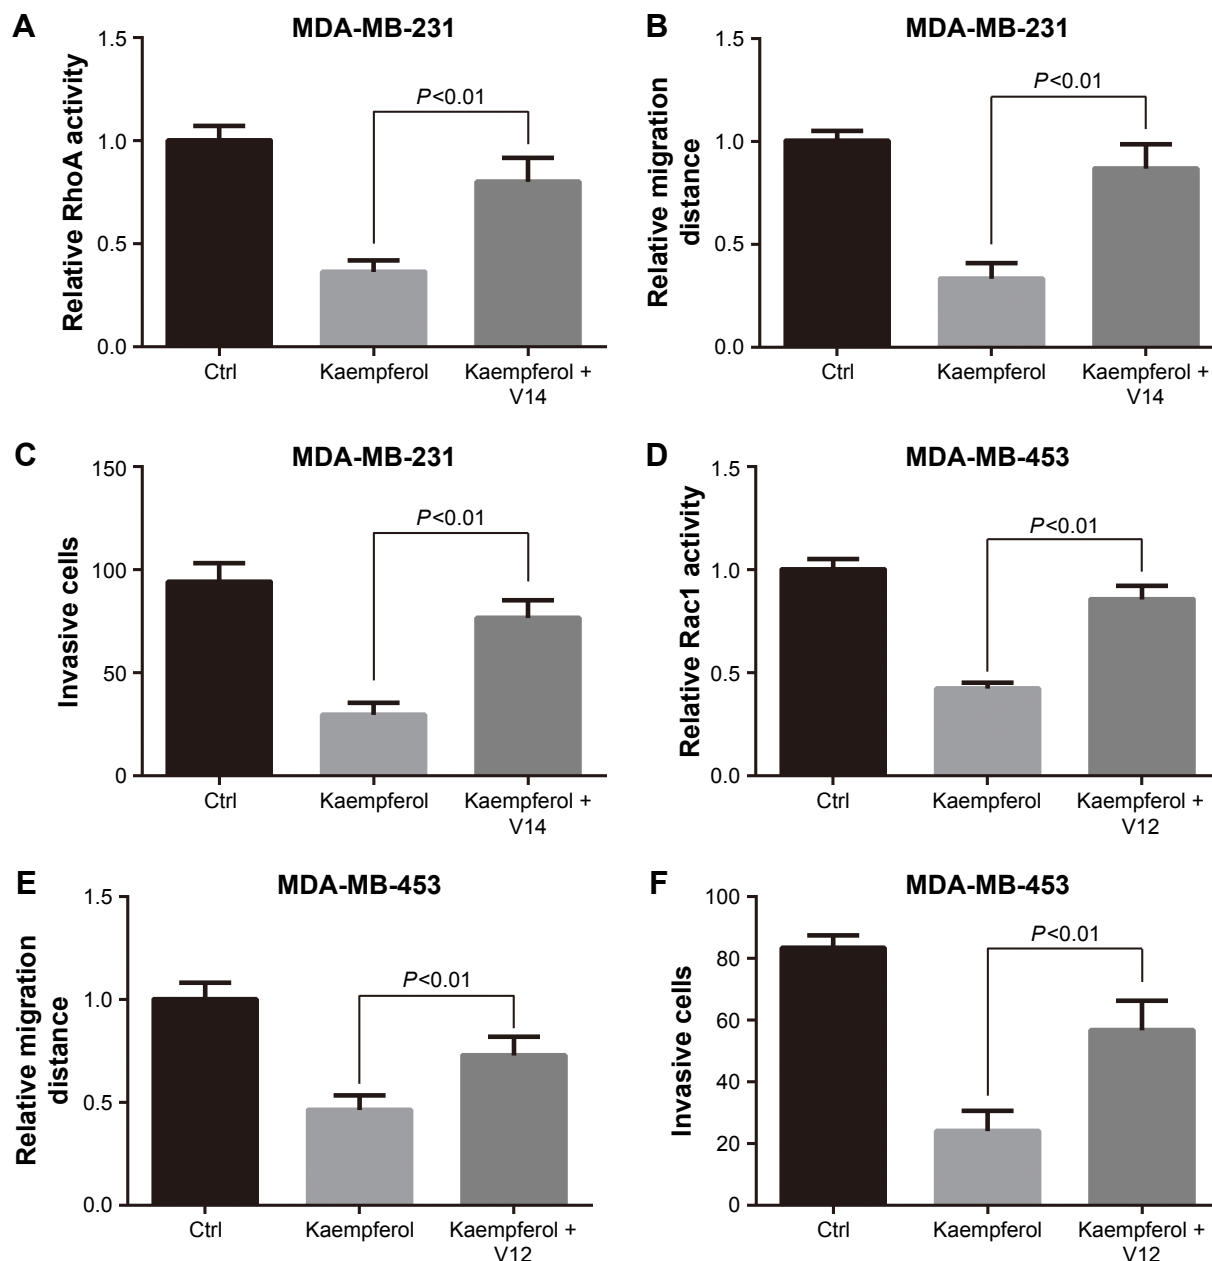 A
MDA-MB-231
Relative RhoA activity
1.5
1.0
0.5
0.0
P<0.01
Ctrl
Kaempferol
Kaempferol +
V14
B
MDA-MB-231
Relative migration
distance
1.5
1.0
0.5
0.0
P<0.01
Ctrl
Kaempferol
Kaempferol +
V14
C
MDA-MB-231
Invasive cells
150
100
50
0
P<0.01
Ctrl
Kaempferol
Kaempferol +
V14
D
MDA-MB-453
Relative Rac1 activity
1.5
1.0
0.5
0.0
P<0.01
Ctrl
Kaempferol
Kaempferol +
V12
E
MDA-MB-453
Relative migration
distance
1.5
1.0
0.5
0.0
P<0.01
Ctrl
Kaempferol
Kaempferol +
V12
F
MDA-MB-453
Invasive cells
100
80
60
40
20
0
P<0.01
Ctrl
Kaempferol
Kaempferol +
V12